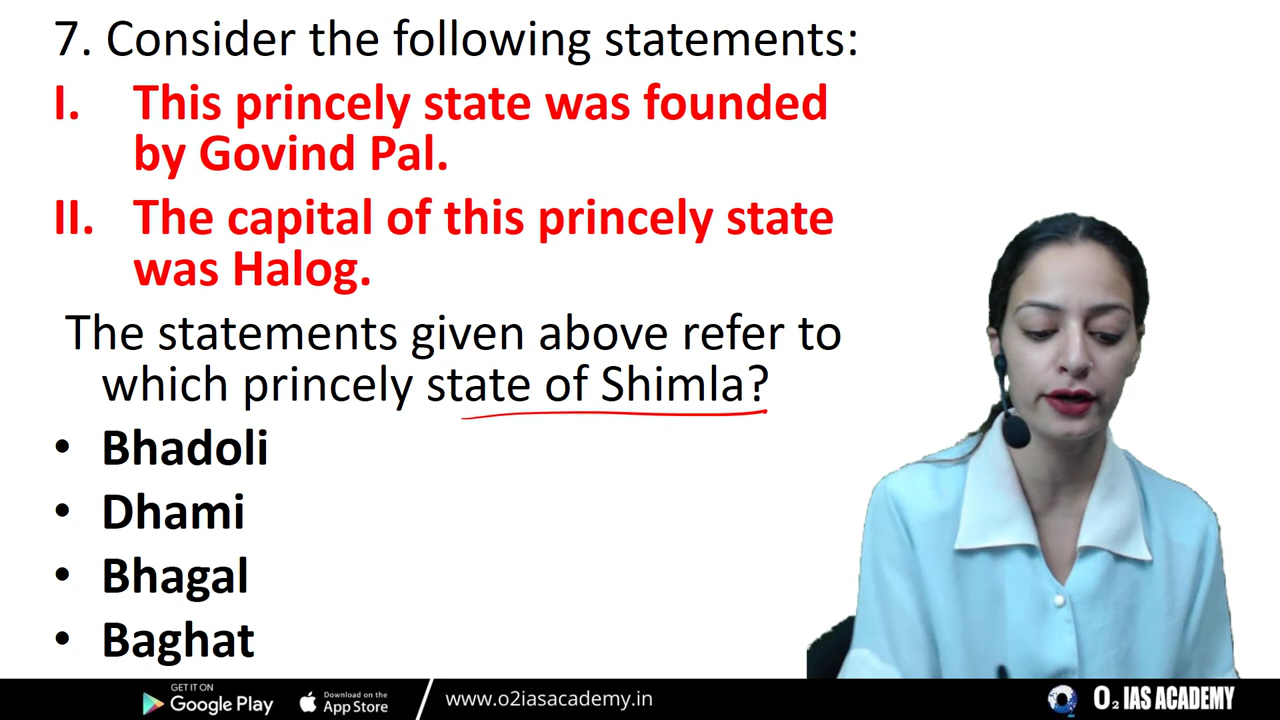 7. Consider the following statements:
I. This princely state was founded
by Govind Pal.
II. The capital of this princely state
was Halog.
The statements given above refer to
which princely state of Shimla?
• Bhadoli
• Dhami
• Bhagal
• Baghat
GET IT ON
Google Play
Download on the
App Store
www.o2iasacademy.in
O₂ IAS ACADEMY